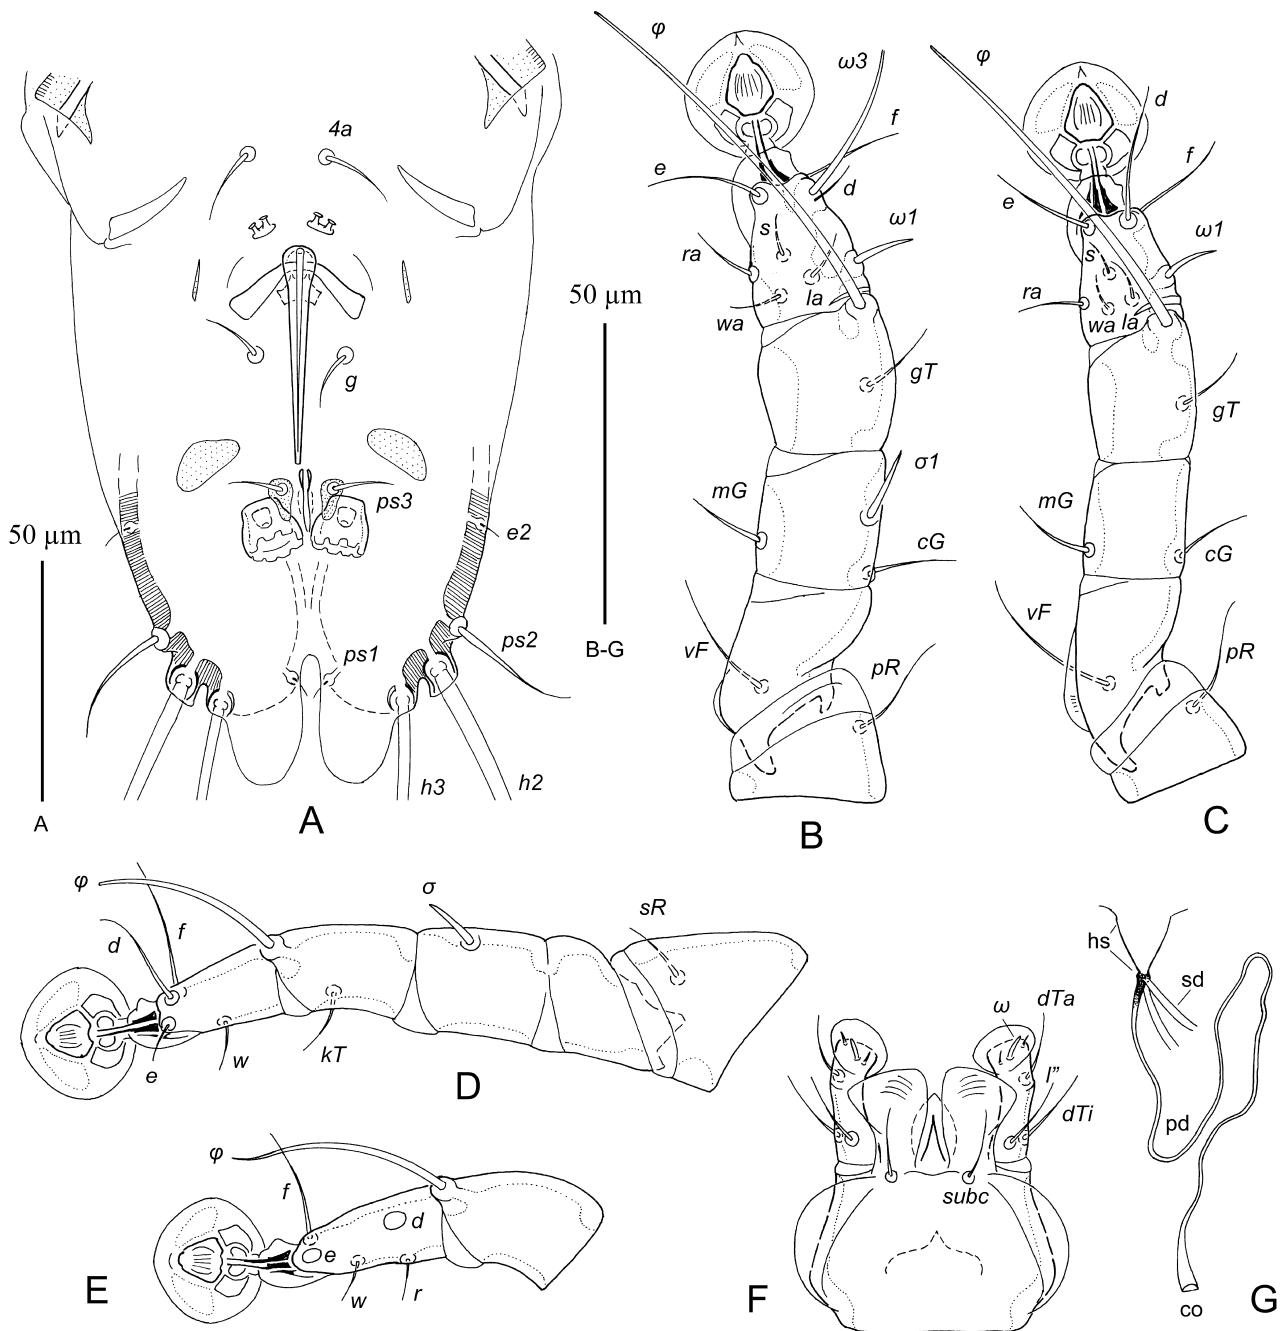 4a
g
ps3
e2
ps1
ps2
h3
h2
50 µm
A
A
φ
ω3
f
e
d
s
ω1
ra
la
wa
gT
σ1
mG
cG
vF
pR
50 µm
B-G
B
φ
d
f
e
ω1
s
ra
wa
la
gT
mG
cG
vF
pR
C
φ
f
d
σ
sR
e
w
kT
D
φ
f
d
e
w
r
E
ω
dTa
l"
dTi
subc
F
hs
sd
pd
co
G